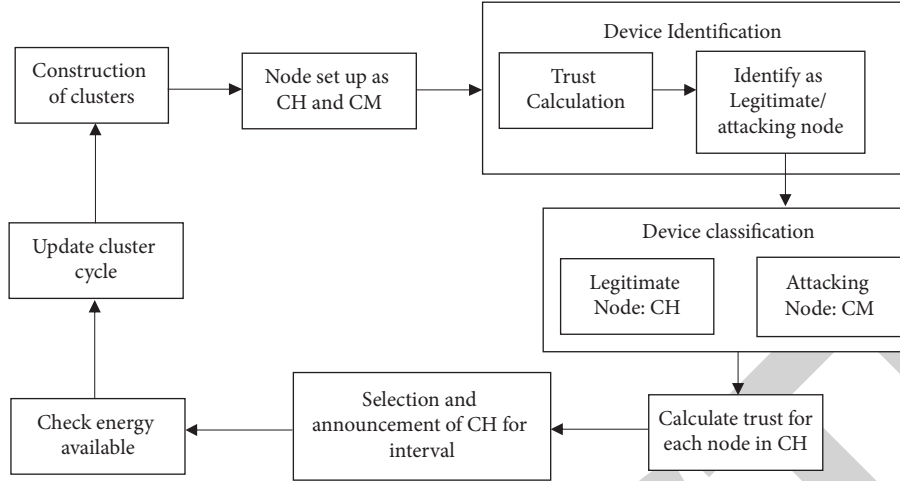 Construction
of clusters
Node set up as
CH and CM
Device Identification
Trust
Calculation
Identify as
Legitimate/
attacking node
Update cluster
cycle
Device classification
Legitimate
Node: CH
Attacking
Node: CM
Check energy
available
Selection and
announcement of CH for
interval
Calculate trust for
each node in CH